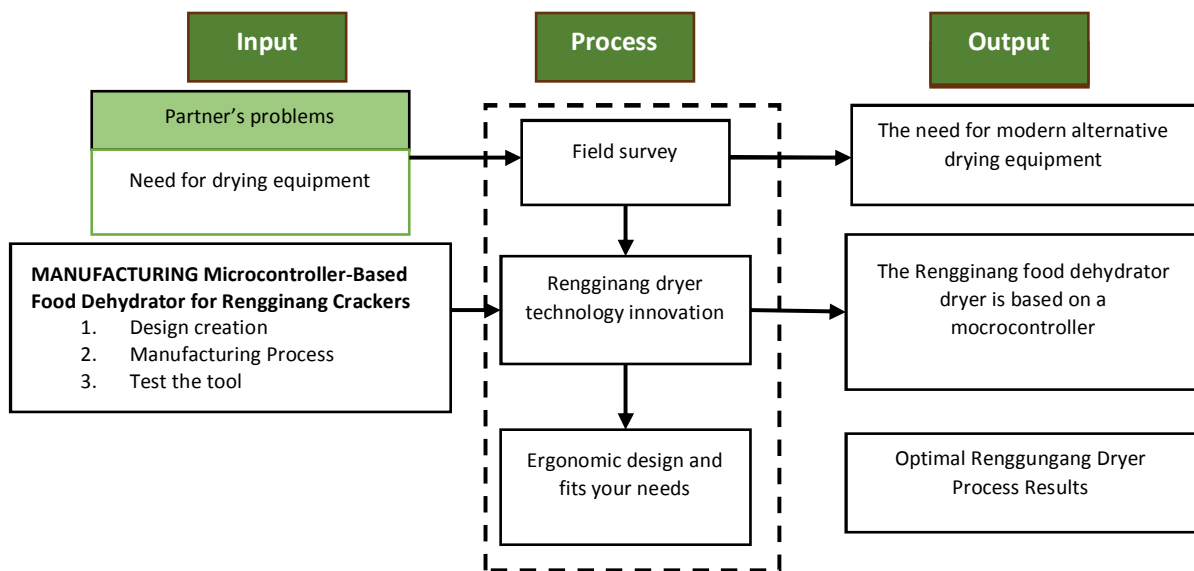 Input
Process
Output
Partner's problems
Need for drying equipment
Field survey
The need for modern alternative
drying equipment
MANUFACTURING Microcontroller-Based
Food Dehydrator for Rengginang Crackers
1. Design creation
2. Manufacturing Process
3. Test the tool
Rengginang dryer
technology innovation
The Rengginang food dehydrator
dryer is based on a
mocrocontroller
Ergonomic design and
fits your needs
Optimal Renggungang Dryer
Process Results